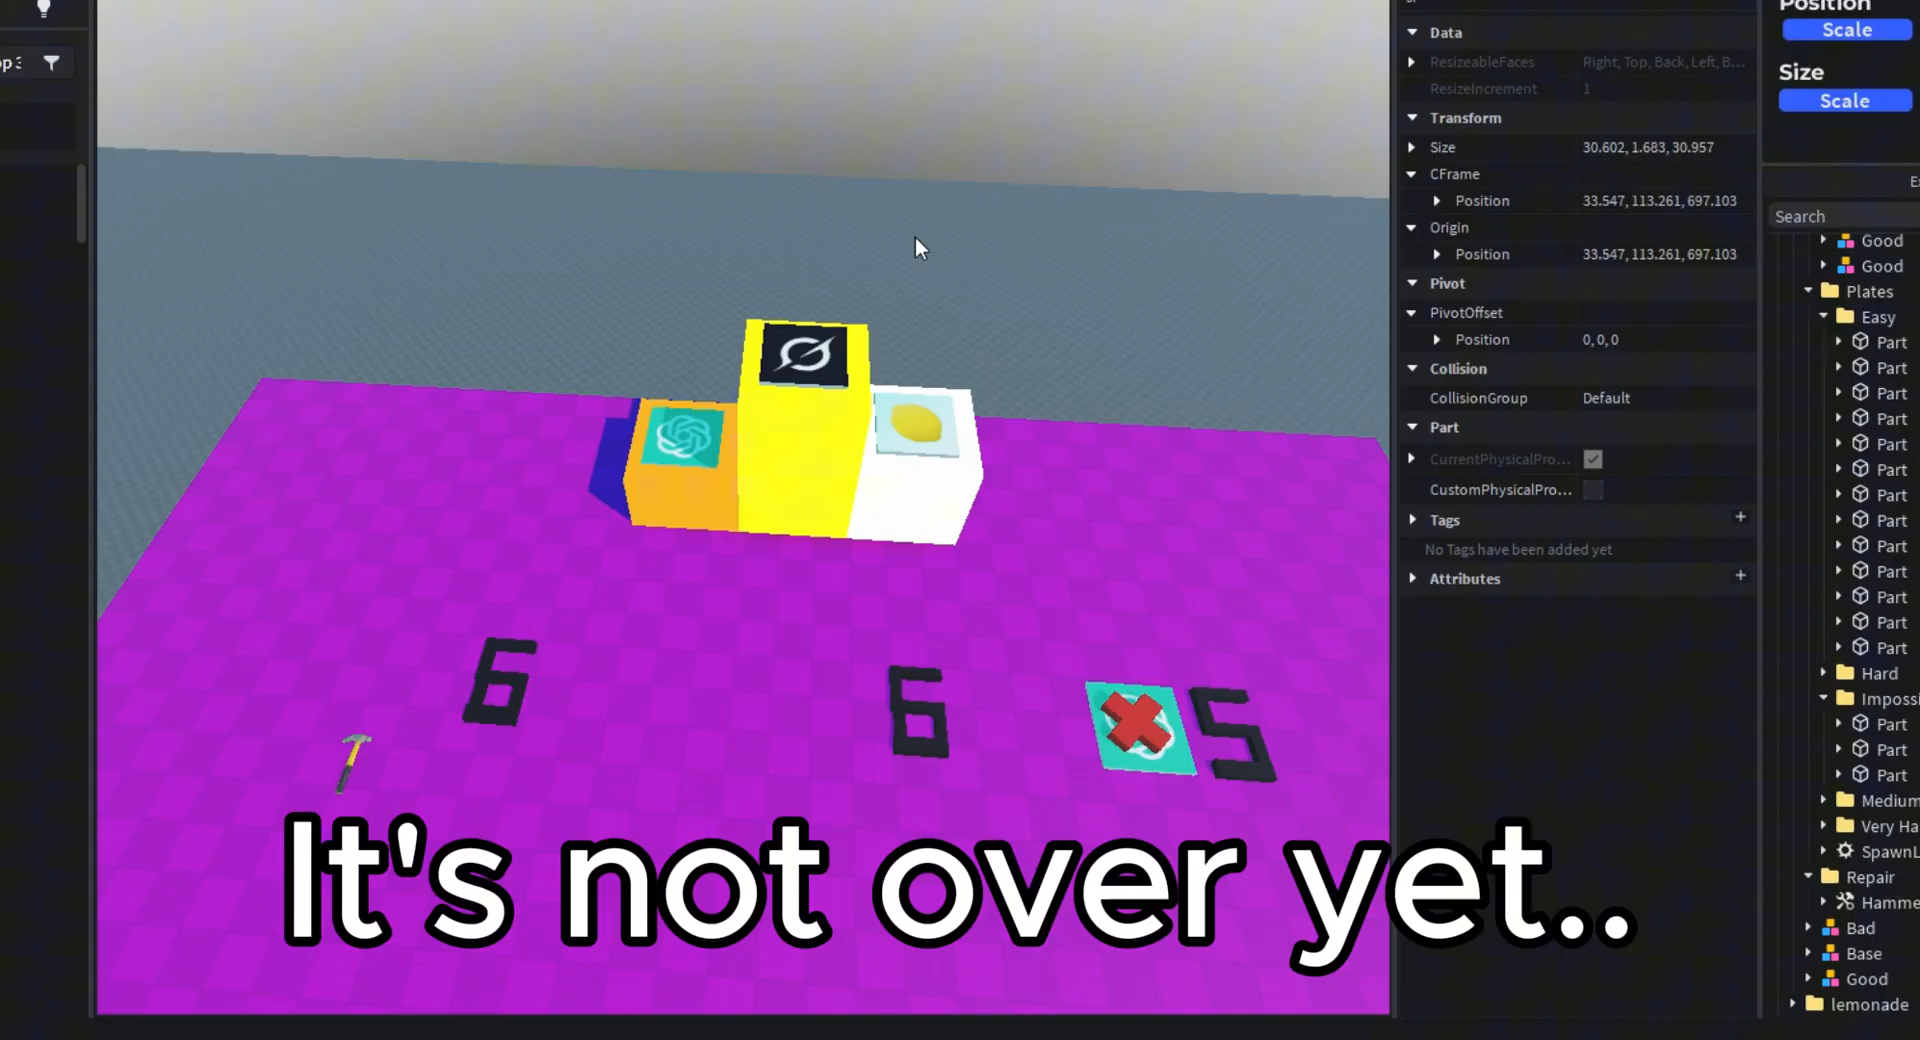 Position
Scale
Size
Scale
Data
ResizeableFaces Right, Top, Back, Left, B...
ResizeIncrement 1
Transform
Size 30.602, 1.683, 30.957
CFrame
Position 33.547, 113.261, 697.103
Origin
Position 33.547, 113.261, 697.103
Pivot
PivotOffset
Position 0, 0, 0
Collision
CollisionGroup Default
Part
CurrentPhysicalPro...
CustomPhysicalPro...
Tags
No Tags have been added yet
Attributes
Search
Good
Good
Plates
Easy
Part
Part
Part
Part
Part
Part
Part
Part
Part
Part
Part
Part
Part
Hard
Impossi
Part
Part
Part
Medium
Very Ha
SpawnL
Repair
Hamme
Bad
Base
Good
lemonade
6
6
5
It's not over yet..